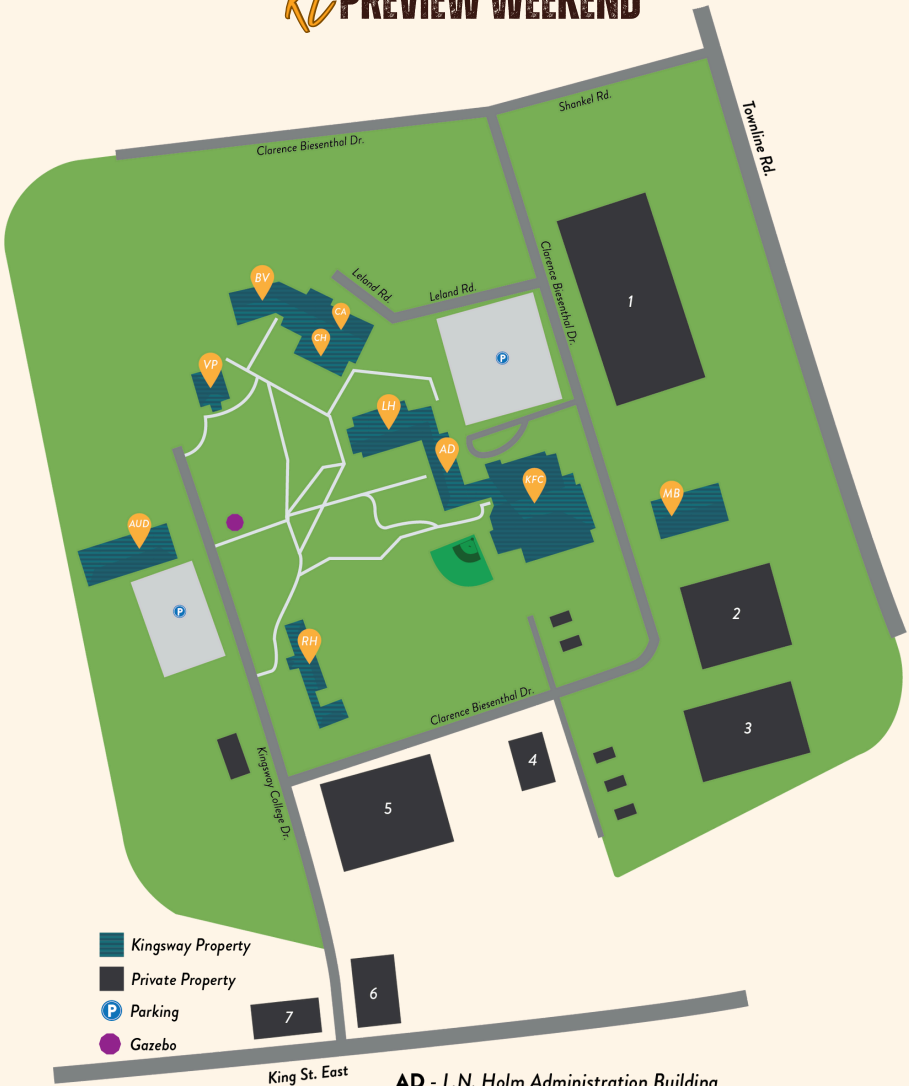 KC PREVIEW WEEKEND
Shankel Rd.
Townline Rd.
Clarence Biesenthal Dr.
Clarence Biesenthal Dr.
1
BV
Leland Rd.
Leland Rd.
CA
CH
P
VP
LH
AD
KFC
MB
AUD
P
2
RH
Clarence Biesenthal Dr.
3
4
Kingsway College Dr.
5
Kingsway Property
Private Property
P Parking
Gazebo
6
7
King St. East
AD - L.N. Holm Administration Building